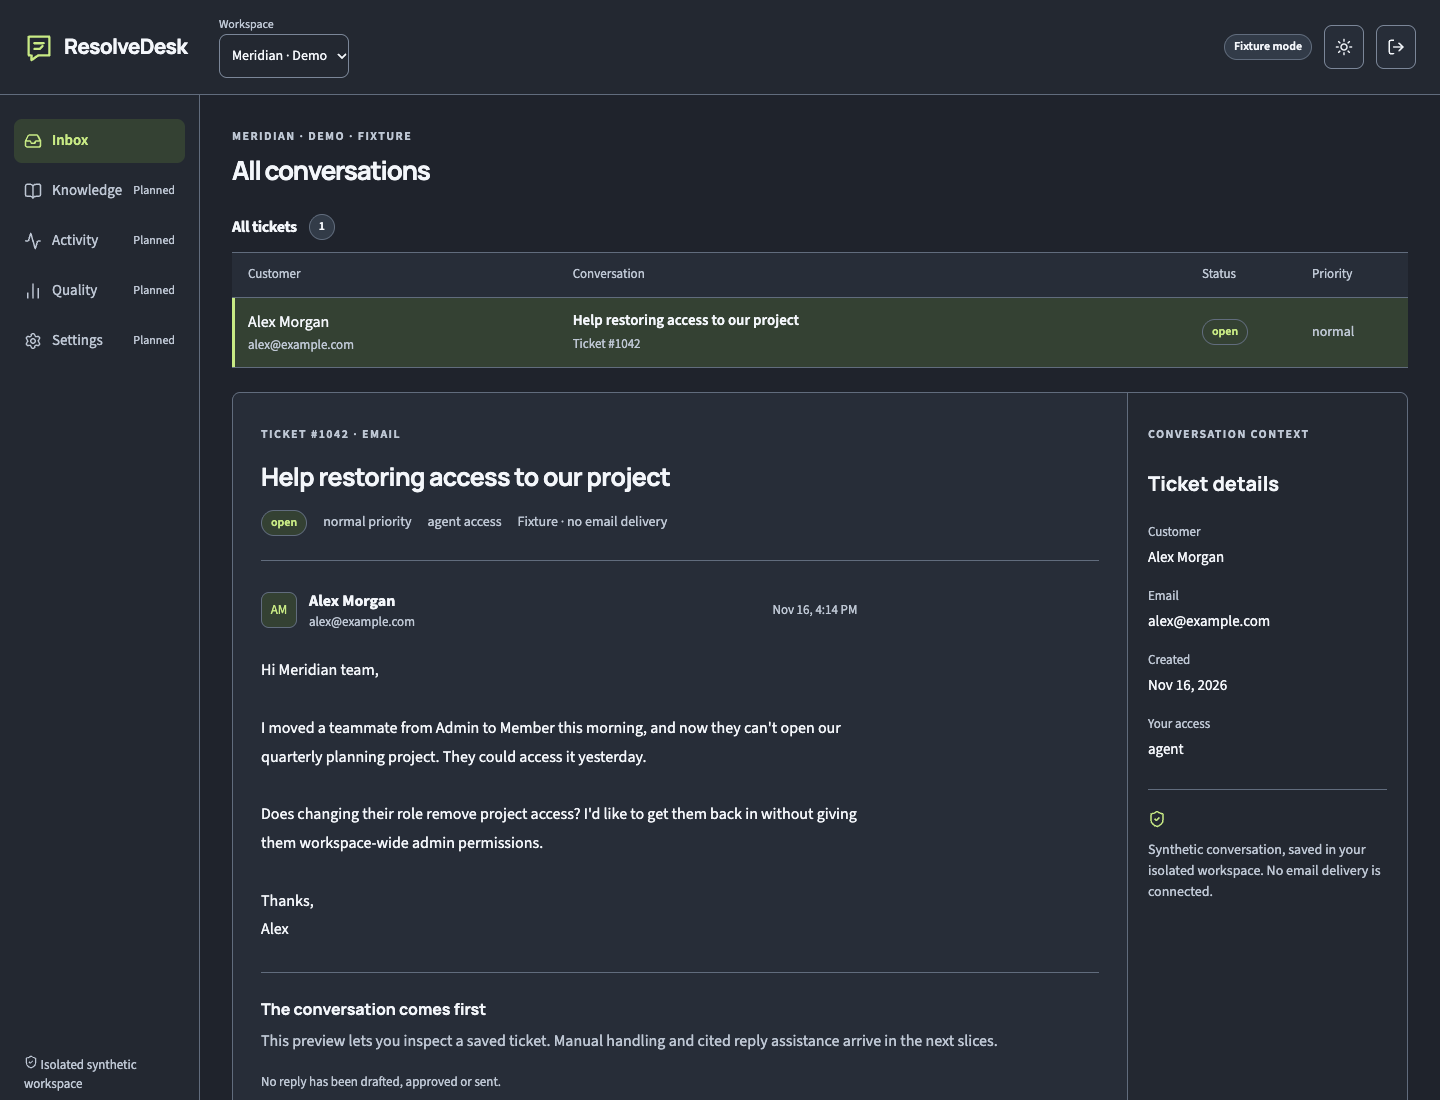 ResolveDesk
Workspace
Meridian · Demo
Fixture mode
Inbox
Knowledge Planned
Activity Planned
Quality Planned
Settings Planned
Isolated synthetic
workspace
MERIDIAN · DEMO · FIXTURE
All conversations
All tickets 1
Customer Conversation Status Priority
Alex Morgan Help restoring access to our project open normal
alex@example.com Ticket #1042
TICKET #1042 · EMAIL
Help restoring access to our project
open normal priority agent access Fixture · no email delivery
AM Alex Morgan Nov 16, 4:14 PM
alex@example.com
Hi Meridian team,
I moved a teammate from Admin to Member this morning, and now they can't open our
quarterly planning project. They could access it yesterday.
Does changing their role remove project access? I'd like to get them back in without giving
them workspace-wide admin permissions.
Thanks,
Alex
The conversation comes first
This preview lets you inspect a saved ticket. Manual handling and cited reply assistance arrive in the next slices.
No reply has been drafted, approved or sent.
CONVERSATION CONTEXT
Ticket details
Customer
Alex Morgan
Email
alex@example.com
Created
Nov 16, 2026
Your access
agent
Synthetic conversation, saved in your
isolated workspace. No email delivery is
connected.